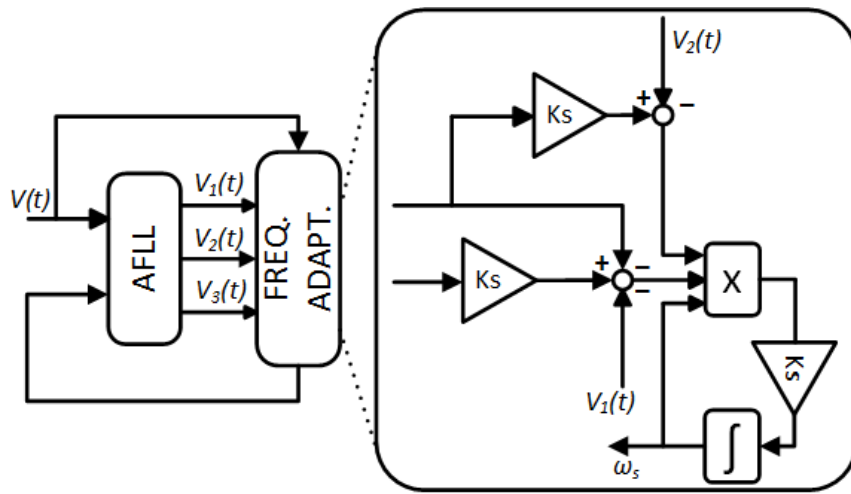 V(t)
AFLL
V₁(t)
V₂(t)
V₃(t)
FREQ.
ADAPT.
V₂(t)
Ks
+
−
Ks
+
−
−
V₁(t)
X
Ks
∫
ωₛ